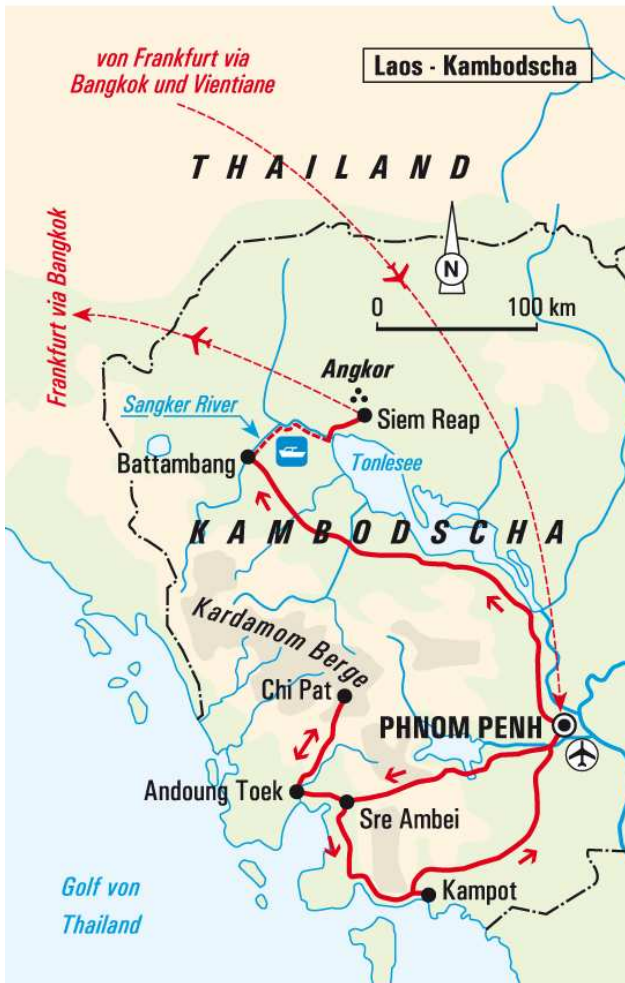 von Frankfurt via
Bangkok und Vientiane
Laos - Kambodscha
THAILAND
N
0 100 km
Frankfurt via Bangkok
Angkor
Sangker River
Siem Reap
Battambang
Tonlesee
KAMBODSCHA
Kardamom Berge
Chi Pat
PHNOM PENH
Andoung Toek
Sre Ambei
Kampot
Golf von
Thailand